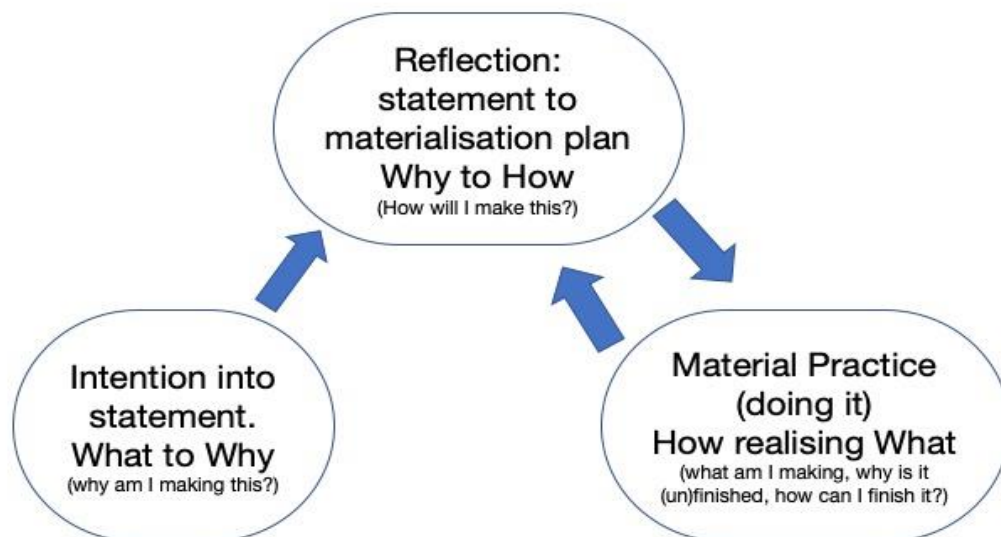 Reflection:
statement to
materialisation plan
Why to How
(How will I make this?)
Intention into
statement.
What to Why
(why am I making this?)
Material Practice
(doing it)
How realising What
(what am I making, why is it
(un)finished, how can I finish it?)